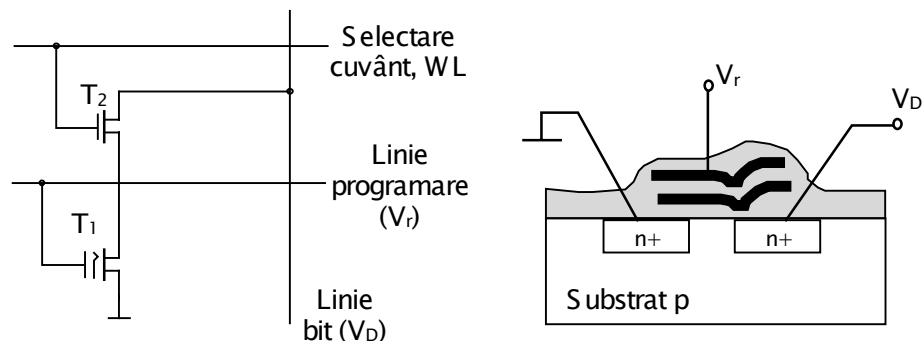 Selectare
cuvânt, WL
T2
Linie
programare
(Vr)
T1
Linie
bit (VD)
Vr
VD
n+
n+
Substrat p